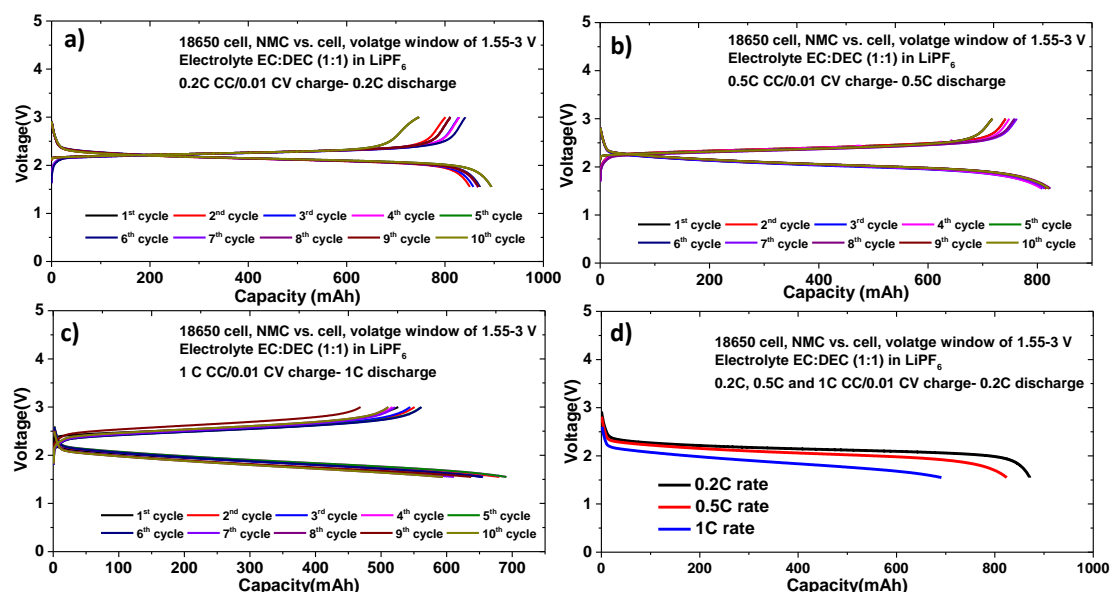 a)
18650 cell, NMC vs. cell, volatge window of 1.55-3 V
Electrolyte EC:DEC (1:1) in LiPF6
0.2C CC/0.01 CV charge- 0.2C discharge
Voltage(V)
5
4
3
2
1
0
1st cycle 2nd cycle 3rd cycle 4th cycle 5th cycle
6th cycle 7th cycle 8th cycle 9th cycle 10th cycle
0 200 400 600 800 1000
Capacity (mAh)
b)
18650 cell, NMC vs. cell, volatge window of 1.55-3 V
Electrolyte EC:DEC (1:1) in LiPF6
0.5C CC/0.01 CV charge- 0.5C discharge
Voltage(V)
5
4
3
2
1
0
1st cycle 2nd cycle 3rd cycle 4th cycle 5th cycle
6th cycle 7th cycle 8th cycle 9th cycle 10th cycle
0 200 400 600 800
Capacity (mAh)
c)
18650 cell, NMC vs. cell, volatge window of 1.55-3 V
Electrolyte EC:DEC (1:1) in LiPF6
1 C CC/0.01 CV charge- 1C discharge
Voltage(V)
5
4
3
2
1
0
1st cycle 2nd cycle 3rd cycle 4th cycle 5th cycle
6th cycle 7th cycle 8th cycle 9th cycle 10th cycle
0 100 200 300 400 500 600 700
Capacity(mAh)
d)
18650 cell, NMC vs. cell, volatge window of 1.55-3 V
Electrolyte EC:DEC (1:1) in LiPF6
0.2C, 0.5C and 1C CC/0.01 CV charge- 0.2C discharge
Voltage(V)
5
4
3
2
1
0
0.2C rate
0.5C rate
1C rate
0 200 400 600 800 1000
Capacity(mAh)